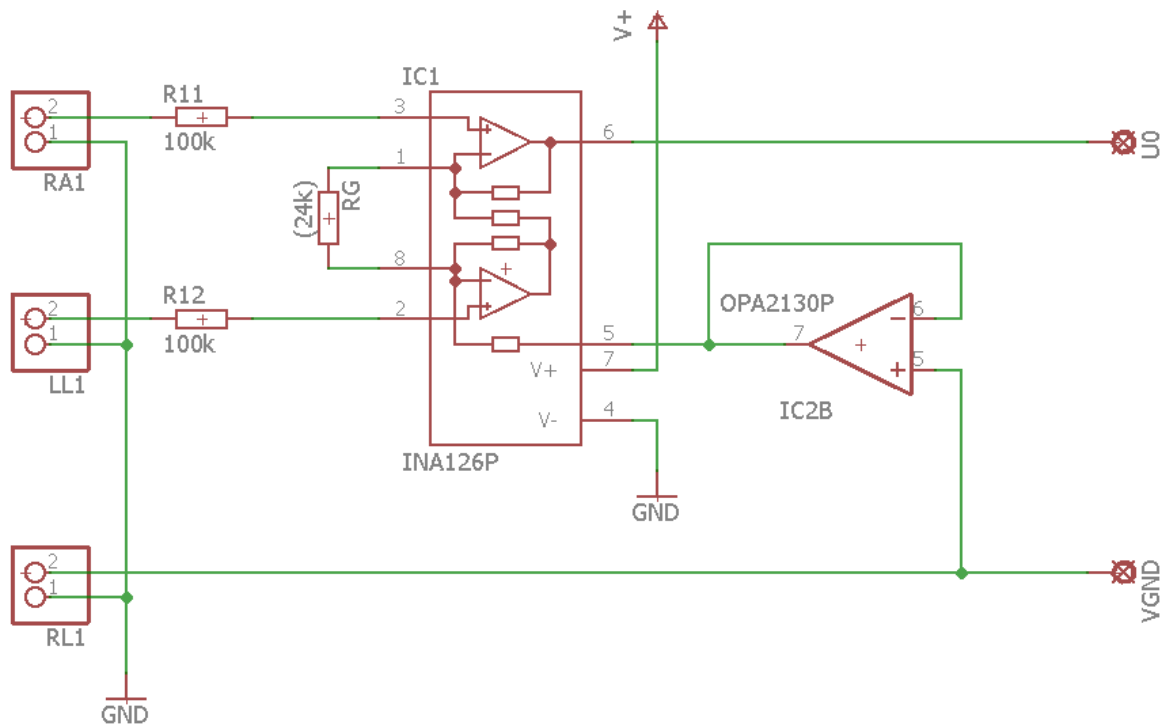 V+
IC1
R11
3
2
1
100k
6
U0
RA1
1
(24k)
RG
8
R12
2
2
1
100k
LL1
OPA2130P
6
5
7
5
7
V+
IC2B
V-
4
INA126P
GND
2
1
RL1
VGND
GND